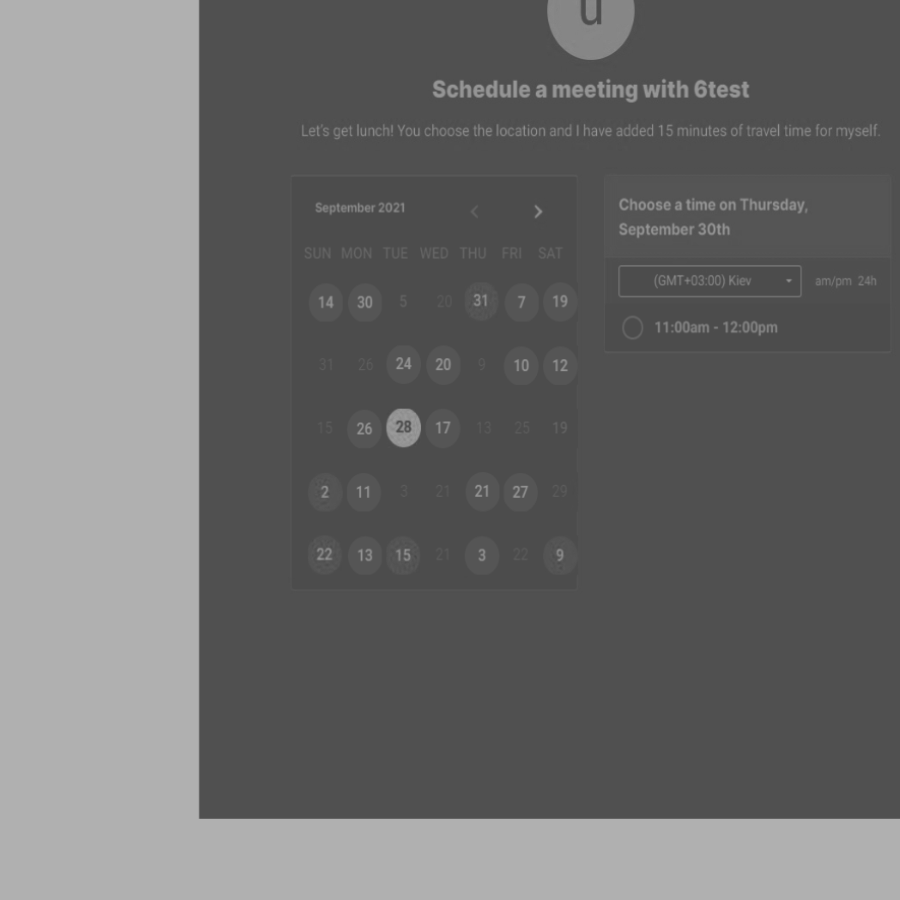 u
Schedule a meeting with 6test
Let's get lunch! You choose the location and I have added 15 minutes of travel time for myself.
September 2021
SUN MON TUE WED THU FRI SAT
14 30 5 20 31 7 19
31 26 24 20 9 10 12
15 26 28 17 13 25 19
2 11 3 21 21 27 29
22 13 15 21 3 22 9
Choose a time on Thursday,
September 30th
(GMT+03:00) Kiev am/pm 24h
11:00am - 12:00pm